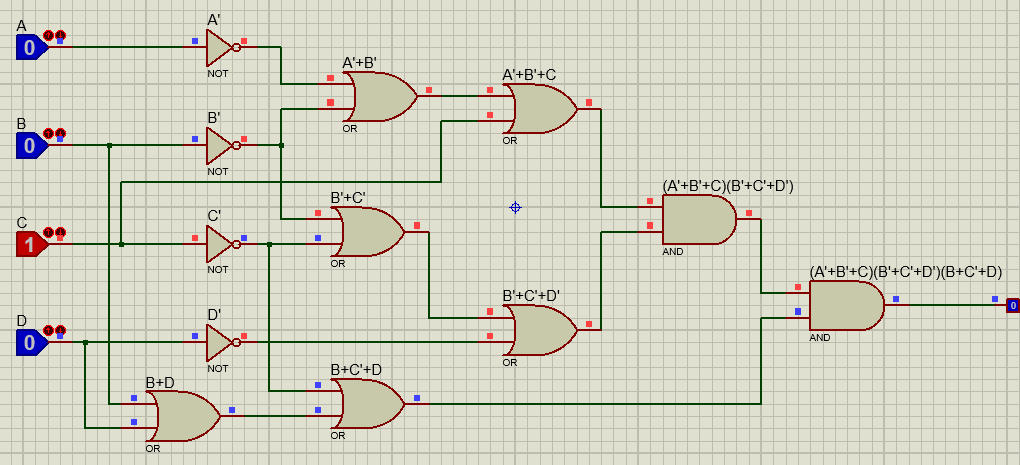 A
0
A'
NOT
A'+B'
OR
A'+B'+C
OR
B
0
B'
NOT
(A'+B'+C)(B'+C'+D')
AND
B'+C'
OR
C
1
C'
NOT
(A'+B'+C)(B'+C'+D')(B+C'+D)
AND
0
B'+C'+D'
OR
D
0
D'
NOT
B+D
OR
B+C'+D
OR